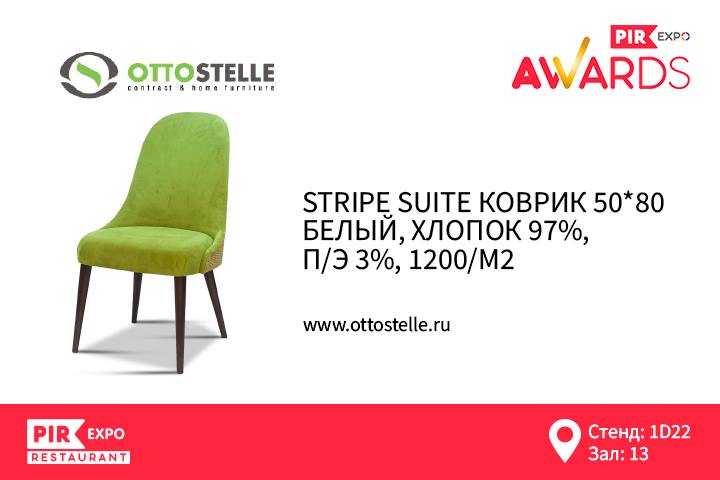 OTTOSTELLE
contract & home furniture
PIR EXPO
AWARDS
STRIPE SUITE КОВРИК 50*80
БЕЛЫЙ, ХЛОПОК 97%,
П/Э 3%, 1200/М2
www.ottostelle.ru
PIR EXPO
RESTAURANT
Стенд: 1D22
Зал: 13